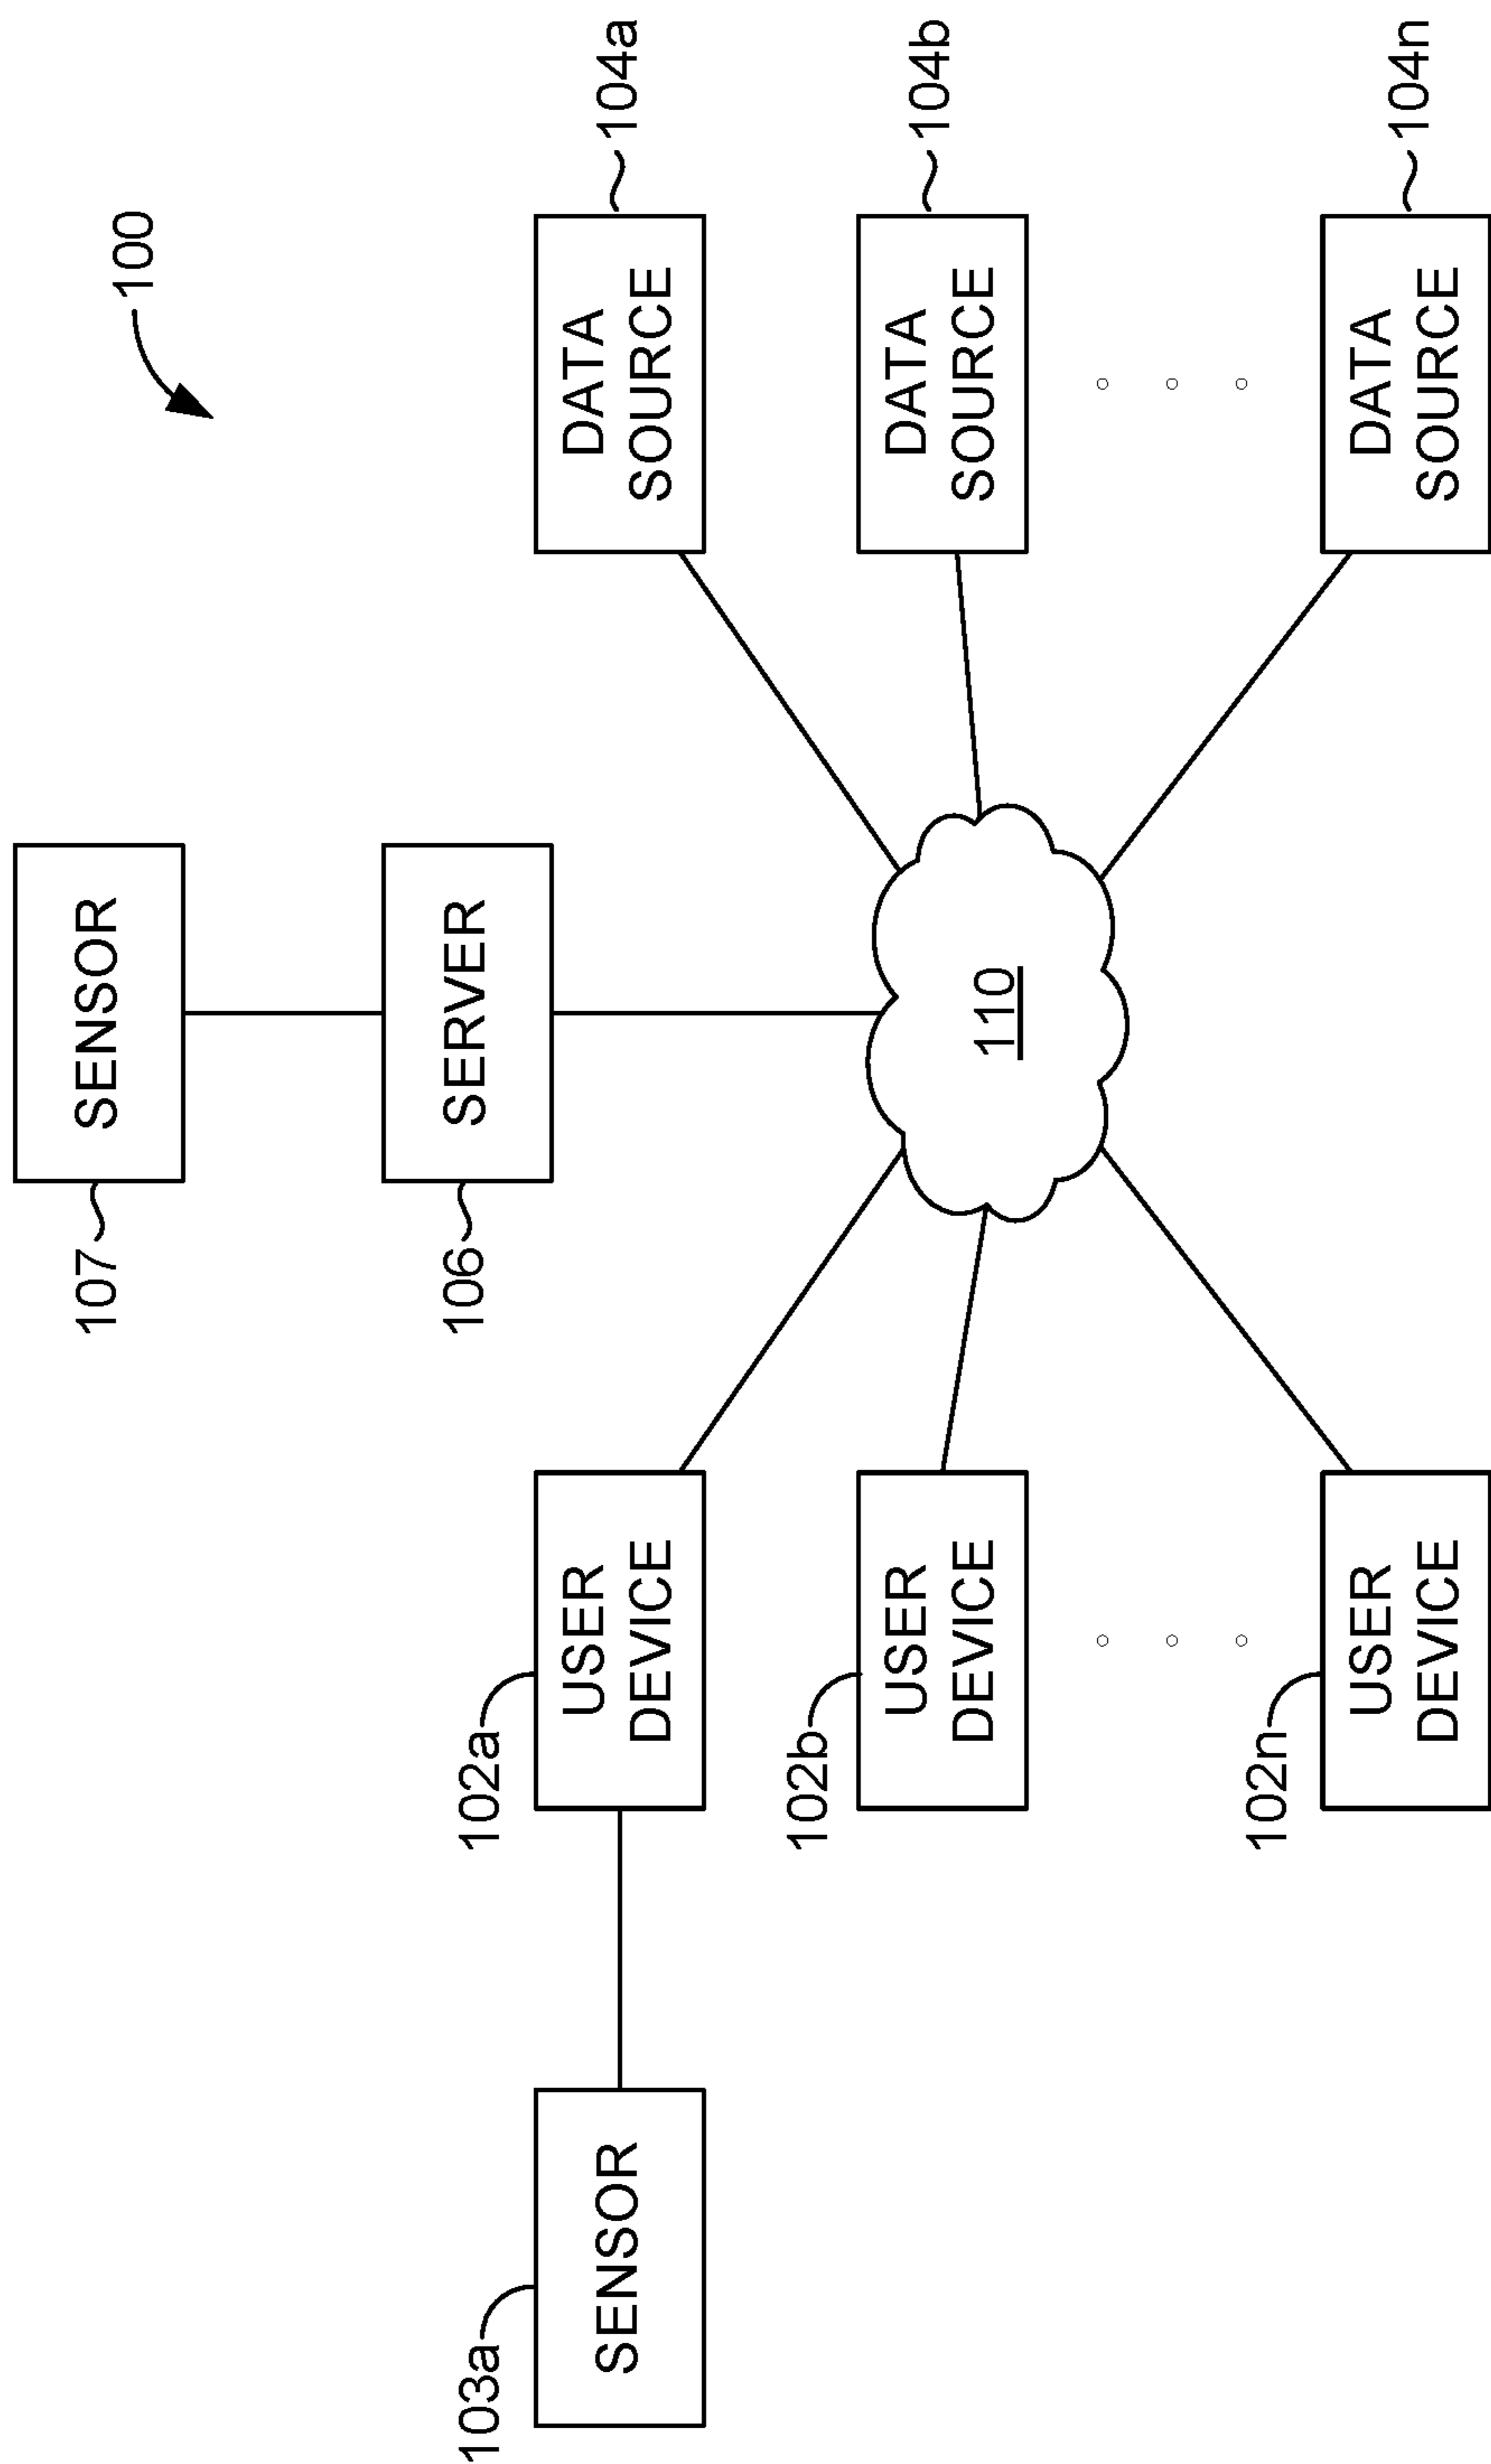 100
107
SENSOR
106
SERVER
103a
SENSOR
102a
USER
DEVICE
DATA
SOURCE
104a
102b
USER
DEVICE
110
DATA
SOURCE
104b
102n
USER
DEVICE
DATA
SOURCE
104n